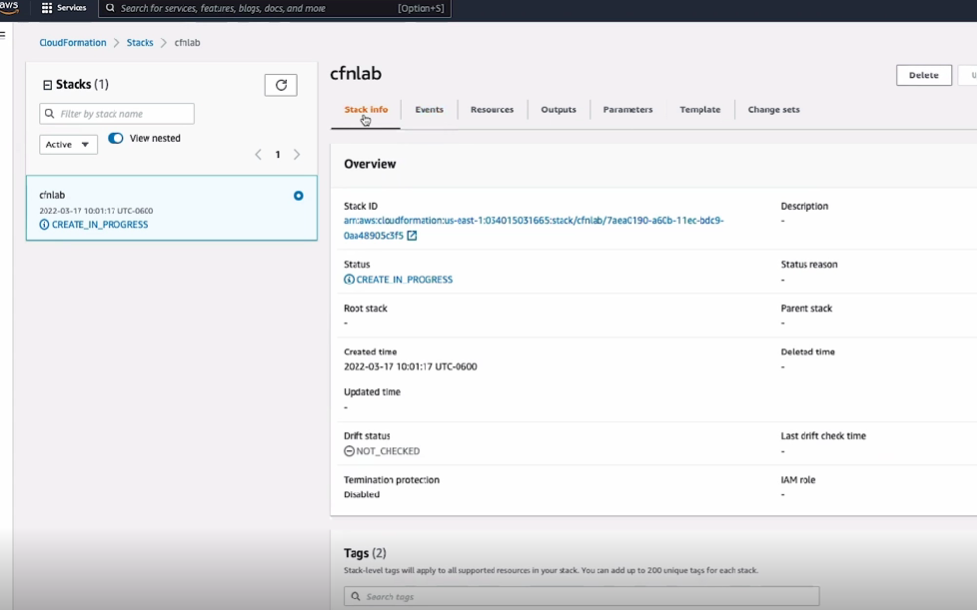 aws
Services
Search for services, features, blogs, docs, and more
[Option+S]
CloudFormation > Stacks > cfnlab
Stacks (1)
Filter by stack name
Active
View nested
1
cfnlab
2022-03-17 10:01:17 UTC-0600
CREATE_IN_PROGRESS
cfnlab
Delete
Stack info
Events
Resources
Outputs
Parameters
Template
Change sets
Overview
Stack ID
arn:aws:cloudformation:us-east-1:034015031665:stack/cfnlab/7aea0190-a60b-11ec-bdc9-
0aa48905c3f5
Description
-
Status
CREATE_IN_PROGRESS
Status reason
-
Root stack
-
Parent stack
-
Created time
2022-03-17 10:01:17 UTC-0600
Deleted time
-
Updated time
-
Drift status
NOT_CHECKED
Last drift check time
-
Termination protection
Disabled
IAM role
-
Tags (2)
Stack-level tags will apply to all supported resources in your stack. You can add up to 200 unique tags for each stack.
Search tags